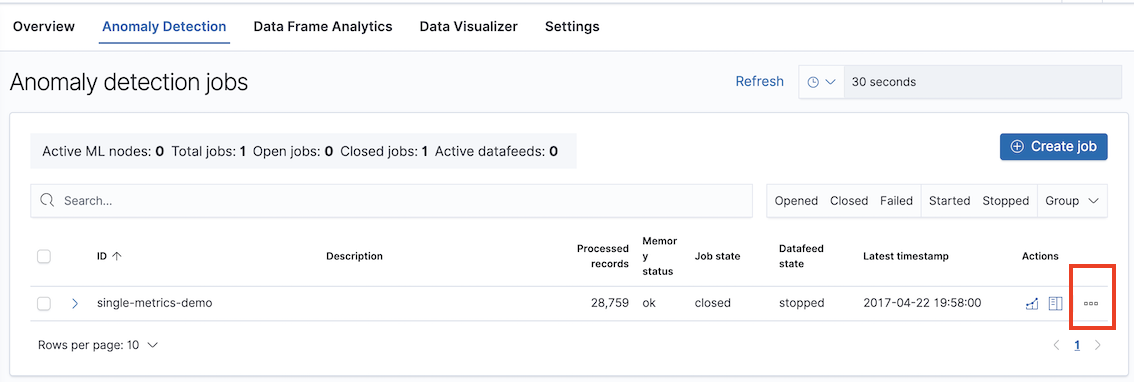 Overview Anomaly Detection Data Frame Analytics Data Visualizer Settings
Anomaly detection jobs Refresh 30 seconds
Active ML nodes: 0 Total jobs: 1 Open jobs: 0 Closed jobs: 1 Active datafeeds: 0 Create job
Search... Opened Closed Failed Started Stopped Group
ID Description Processed records Memory status Job state Datafeed state Latest timestamp Actions
single-metrics-demo 28,759 ok closed stopped 2017-04-22 19:58:00
Rows per page: 10 1